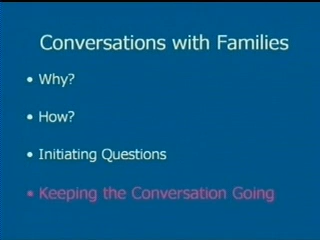 Conversations with Families
• Why?
• How?
• Initiating Questions
• Keeping the Conversation Going